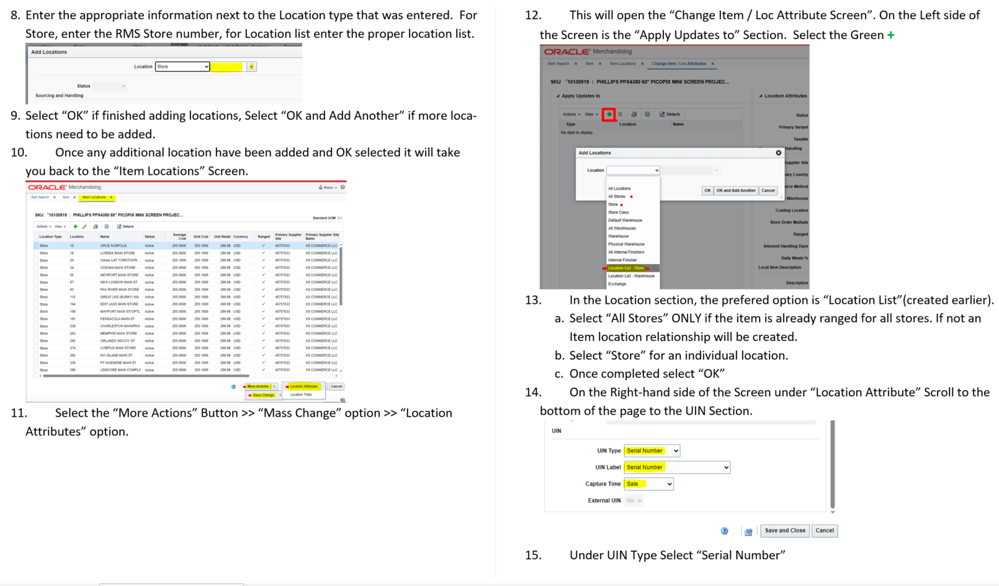 8. Enter the appropriate information next to the Location type that was entered.  For
Store, enter the RMS Store number, for Location list enter the proper location list.
Average
Add Locations
Location Store
Status
Sourcing and Handling
9. Select “OK” if finished adding locations, Select “OK and Add Another” if more loca-
tions need to be added.
10. Once any additional location have been added and OK selected it will take
you back to the “Item Locations” Screen.
ORACLE Merchandising
Item Search Item Item Locations
SKU *10130519 | PHILLIPS PPX4350 60" PICOPIX MINI SCREEN PROJEC...
Standard UOM EA
Actions View Detach
Location Type Location Name Status Average Cost Unit Cost Unit Retail Currency Ranged Primary Supplier Site Primary Supplier Site Name
Store 10 ORCE NORFOLK Active 255.0000 255.1000 299.99 USD 45757033 XS COMMERCE LLC
Store 16 LCREEK MAIN STORE Active 255.0000 255.1000 299.99 USD 45757033 XS COMMERCE LLC
Store 20 Xstore UAT YORKTOWN... Active 255.0000 255.1000 299.99 USD 45757033 XS COMMERCE LLC
Store 34 OCEANA MAIN STORE Active 255.0000 255.1000 299.99 USD 45757033 XS COMMERCE LLC
Store 55 NEWPORT MAIN STORE Active 255.0000 255.1000 299.99 USD 45757033 XS COMMERCE LLC
Store 67 NEW LONDON MAIN ST Active 255.0000 255.1000 299.99 USD 45757033 XS COMMERCE LLC
Store 93 PAX RIVER MAIN STORE Active 255.0000 255.1000 299.99 USD 45757033 XS COMMERCE LLC
Store 110 GREAT LKS (BURKY) MA Active 255.0000 255.1000 299.99 USD 45757033 XS COMMERCE LLC
Store 164 EDIT JAXS MAIN STORE Active 255.0000 255.1000 299.99 USD 45757033 XS COMMERCE LLC
Store 168 MAYPORT MAIN ST/OPTL Active 255.0000 255.1000 299.99 USD 45757033 XS COMMERCE LLC
Store 191 PENSACOLA MAIN ST Active 255.0000 255.1000 299.99 USD 45757033 XS COMMERCE LLC
Store 236 CHARLESTON MAIN/PKG Active 255.0000 255.1000 299.99 USD 45757033 XS COMMERCE LLC
Store 263 MEMPHIS MAIN STORE Active 255.0000 255.1000 299.99 USD 45757033 XS COMMERCE LLC
Store 265 ORLANDO MCCOY ST Active 255.0000 255.1000 299.99 USD 45757033 XS COMMERCE LLC
Store 274 CORPUS MAIN STORE Active 255.0000 255.1000 299.99 USD 45757033 XS COMMERCE LLC
Store 292 NO ISLAND MAIN ST Active 255.0000 255.1000 299.99 USD 45757033 XS COMMERCE LLC
Store 335 PT HUENEME MAIN ST Active 255.0000 255.1000 299.99 USD 45757033 XS COMMERCE LLC
Store 366 LEMOORE MAIN COMPLX Active 255.0000 255.1000 299.99 USD 45757033 XS COMMERCE LLC
More Actions Location Attributes Cancel
Mass Change Location Traits
11. Select the “More Actions” Button >> “Mass Change” option >> “Location
Attributes” option.
12. This will open the “Change Item / Loc Attribute Screen”. On the Left side of
the Screen is the “Apply Updates to” Section.  Select the Green +
ORACLE Merchandising
Item Search Item Item Locations Change Item / Loc Attributes
SKU *10130519 | PHILLIPS PPX4350 60" PICOPIX MINI SCREEN PROJEC...
Apply Updates to
Location Attributes
Actions View Detach
Type Location Name
No data to display.
Status
Primary Variant
Taxable
Handling
Supplier Site
ary Country
urce Method
Warehouse
Costing Location
Store Order Multiple
Ranged
Inbound Handling Days
Daily Waste %
Local Item Description
Description
Add Locations
Location
OK OK and Add Another Cancel
All Locations
All Stores
Store
Store Class
Default Warehouse
All Warehouses
Warehouse
Physical Warehouse
All Internal Finishers
Internal Finisher
Location List - Store
Location List - Warehouse
Exchange
13. In the Location section, the prefered option is “Location List”(created earlier).
a. Select “All Stores” ONLY if the item is already ranged for all stores. If not an
Item location relationship will be created.
b. Select “Store” for an individual location.
c. Once completed select “OK”
14. On the Right-hand side of the Screen under “Location Attribute” Scroll to the
bottom of the page to the UIN Section.
UIN
UIN Type Serial Number
UIN Label Serial Number
Capture Time Sale
External UIN No
Save and Close Cancel
15. Under UIN Type Select “Serial Number”